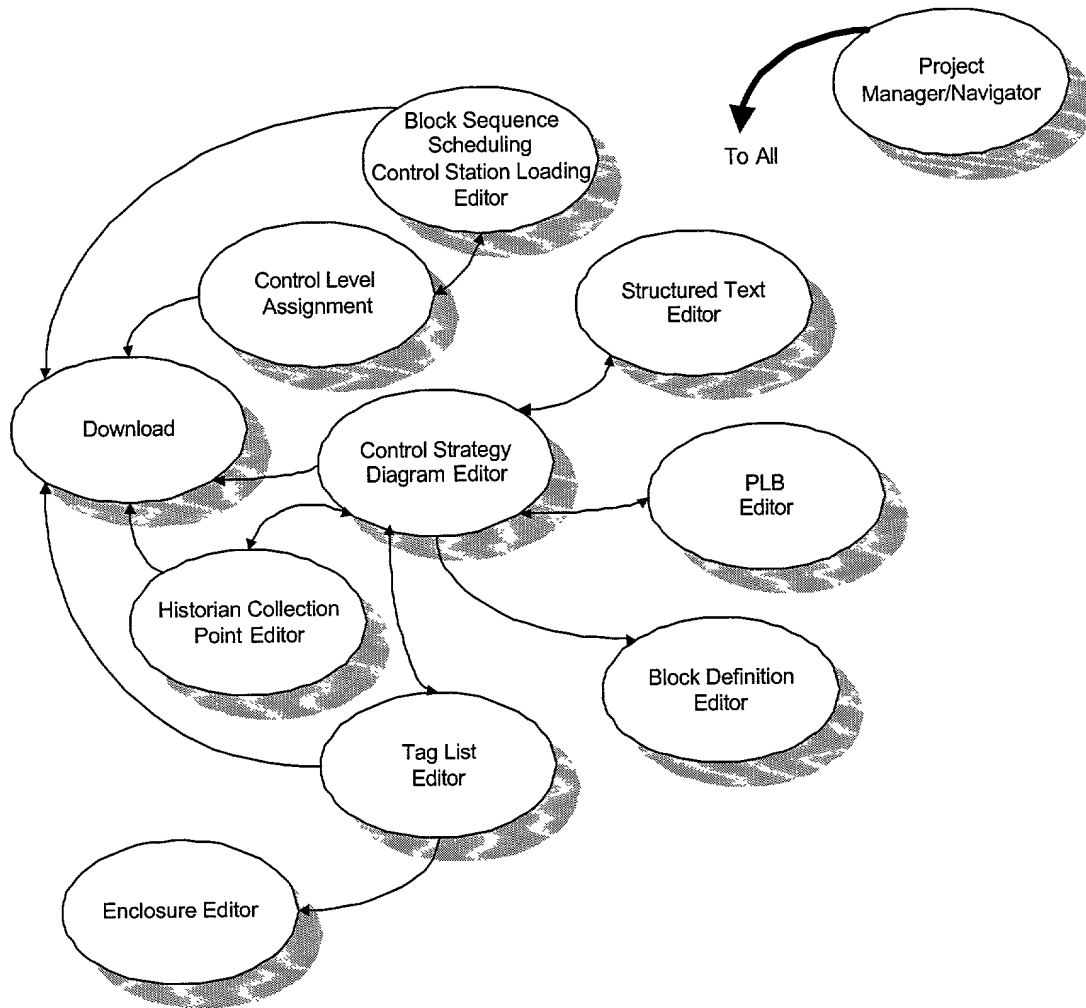 Project
Manager/Navigator
To All
Block Sequence
Scheduling
Control Station Loading
Editor
Control Level
Assignment
Structured Text
Editor
Download
Control Strategy
Diagram Editor
PLB
Editor
Historian Collection
Point Editor
Block Definition
Editor
Tag List
Editor
Enclosure Editor